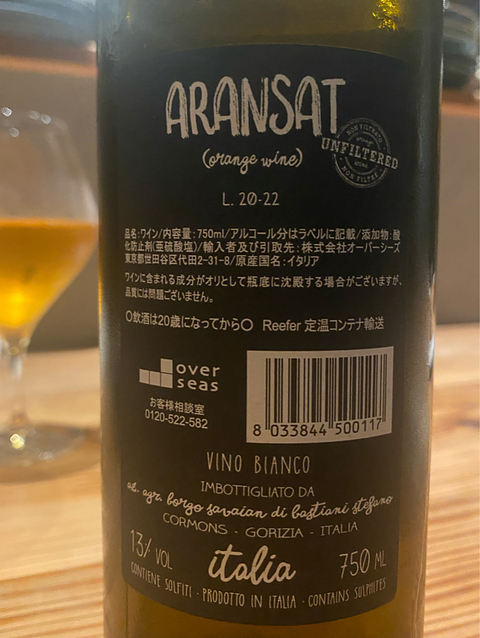 ARANSAT
(orange wine)
NON FILTRATO
UNFILTERED
NON FILTRÉ
L. 20-22
品名:ワイン/内容量:750ml/アルコール分はラベルに記載/添加物:酸
化防止剤(亜硫酸塩)/輸入者及び引取先:株式会社オーバーシーズ
東京都世田谷区代田2-31-8/原産国名:イタリア
ワインに含まれる成分がオリとして瓶底に沈殿する場合がございますが、
品質には問題ございません。
○飲酒は20歳になってから○ Reefer 定温コンテナ輸送
over
seas
お客様相談室
0120-522-582
8 033844 500117
VINO BIANCO
IMBOTTIGLIATO DA
az. agr. borgo savaian di bastiani stefano
CORMONS - GORIZIA - ITALIA
13% VOL
italia
750 ML
CONTIENE SOLFITI · PRODOTTO IN ITALIA · CONTAINS SULPHITES